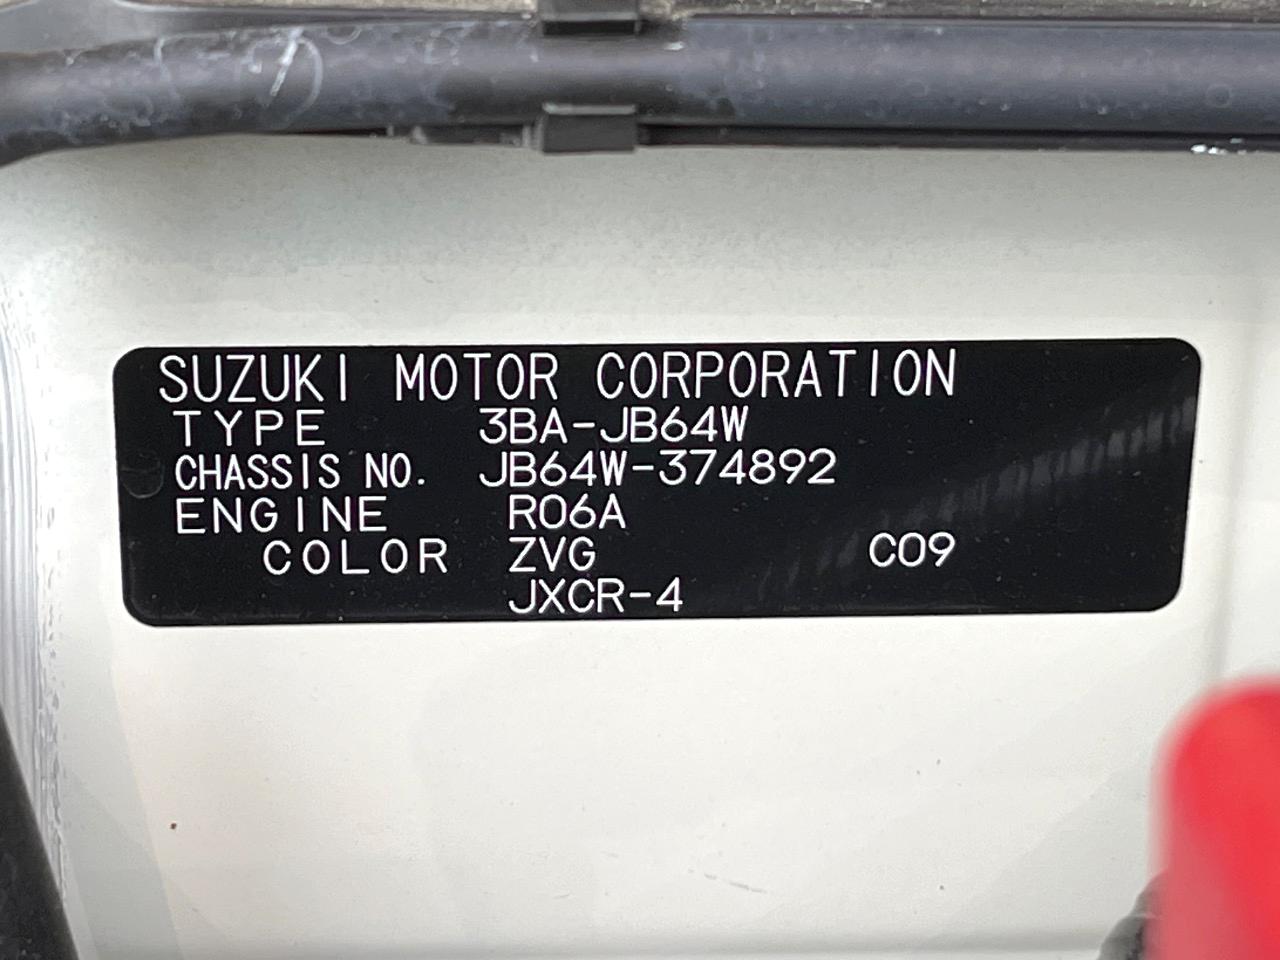 SUZUKI MOTOR CORPORATION
TYPE 3BA-JB64W
CHASSIS NO. JB64W-374892
ENGINE R06A
COLOR ZVG C09
JXCR-4